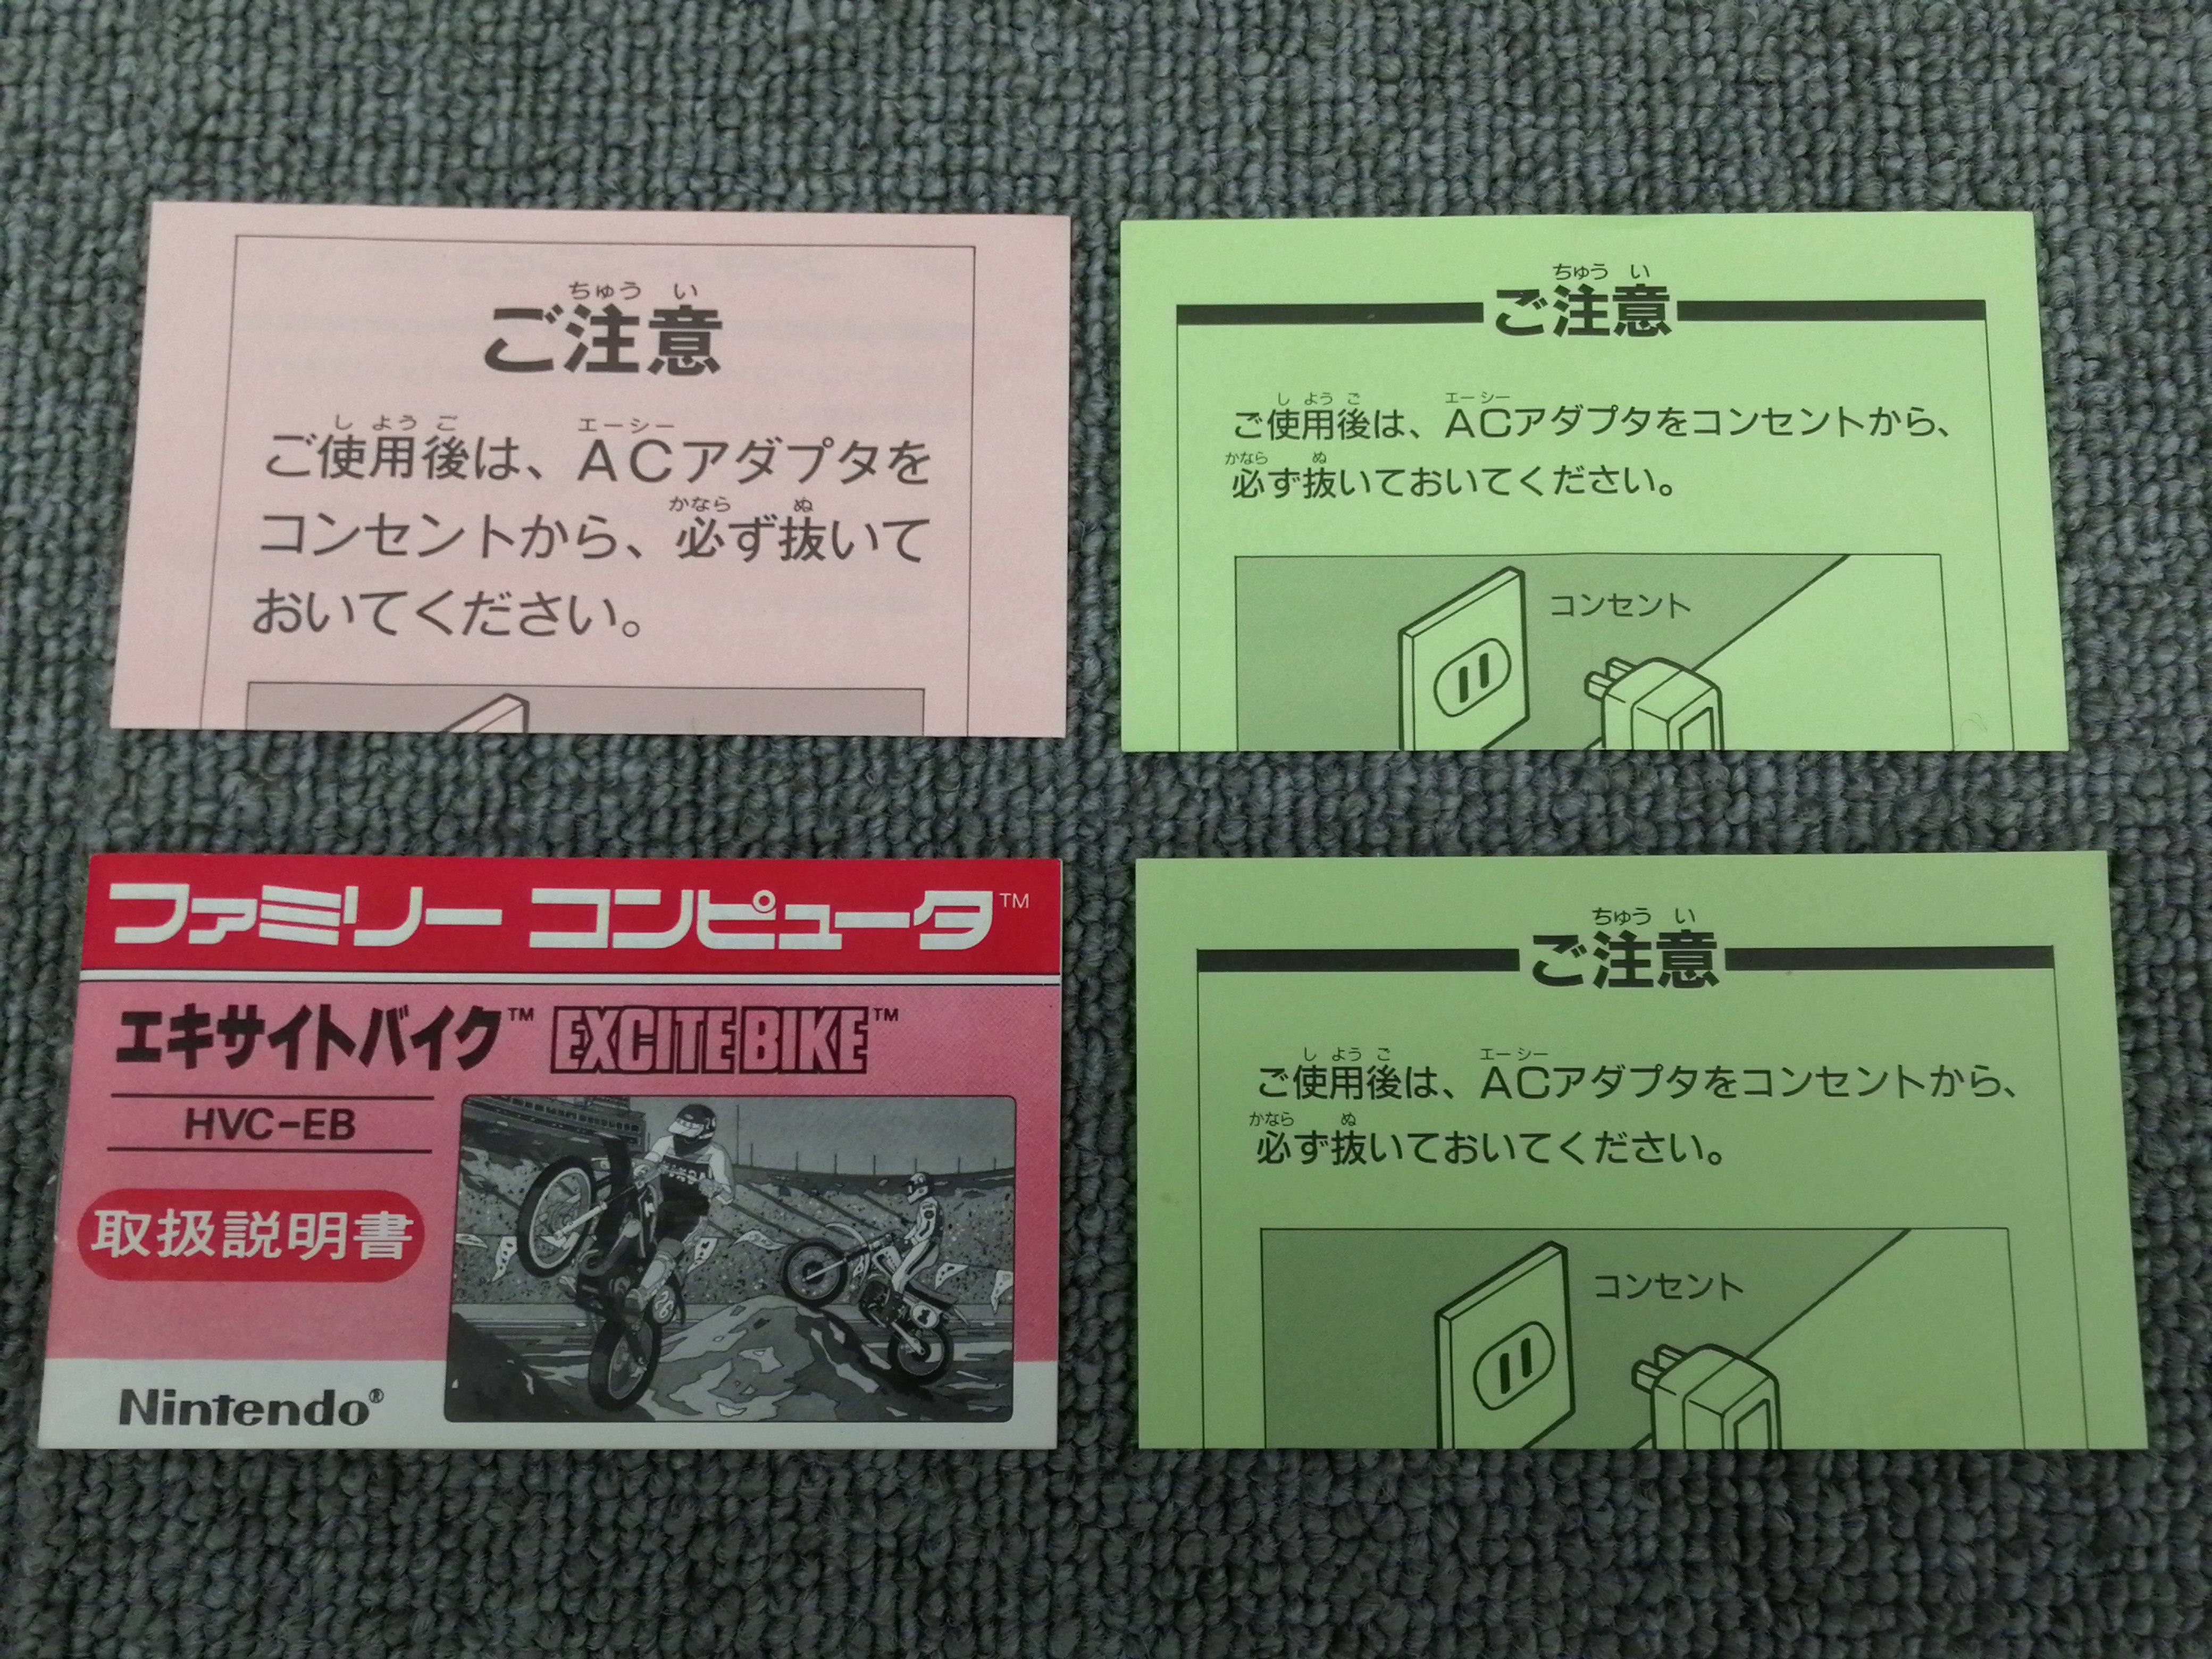 ちゅう い
ご注意
し よう ご エーシー
ご使用後は、ACアダプタを
かなら ぬ
コンセントから、必ず抜いて
おいてください。
ちゅう い
ご注意
し よう ご エーシー
ご使用後は、ACアダプタをコンセントから、
かなら ぬ
必ず抜いておいてください。
コンセント
ファミリー コンピュータ™
エキサイトバイク™ EXCITEBIKE™
HVC-EB
取扱説明書
26
Nintendo®
ちゅう い
ご注意
し よう ご エーシー
ご使用後は、ACアダプタをコンセントから、
かなら ぬ
必ず抜いておいてください。
コンセント